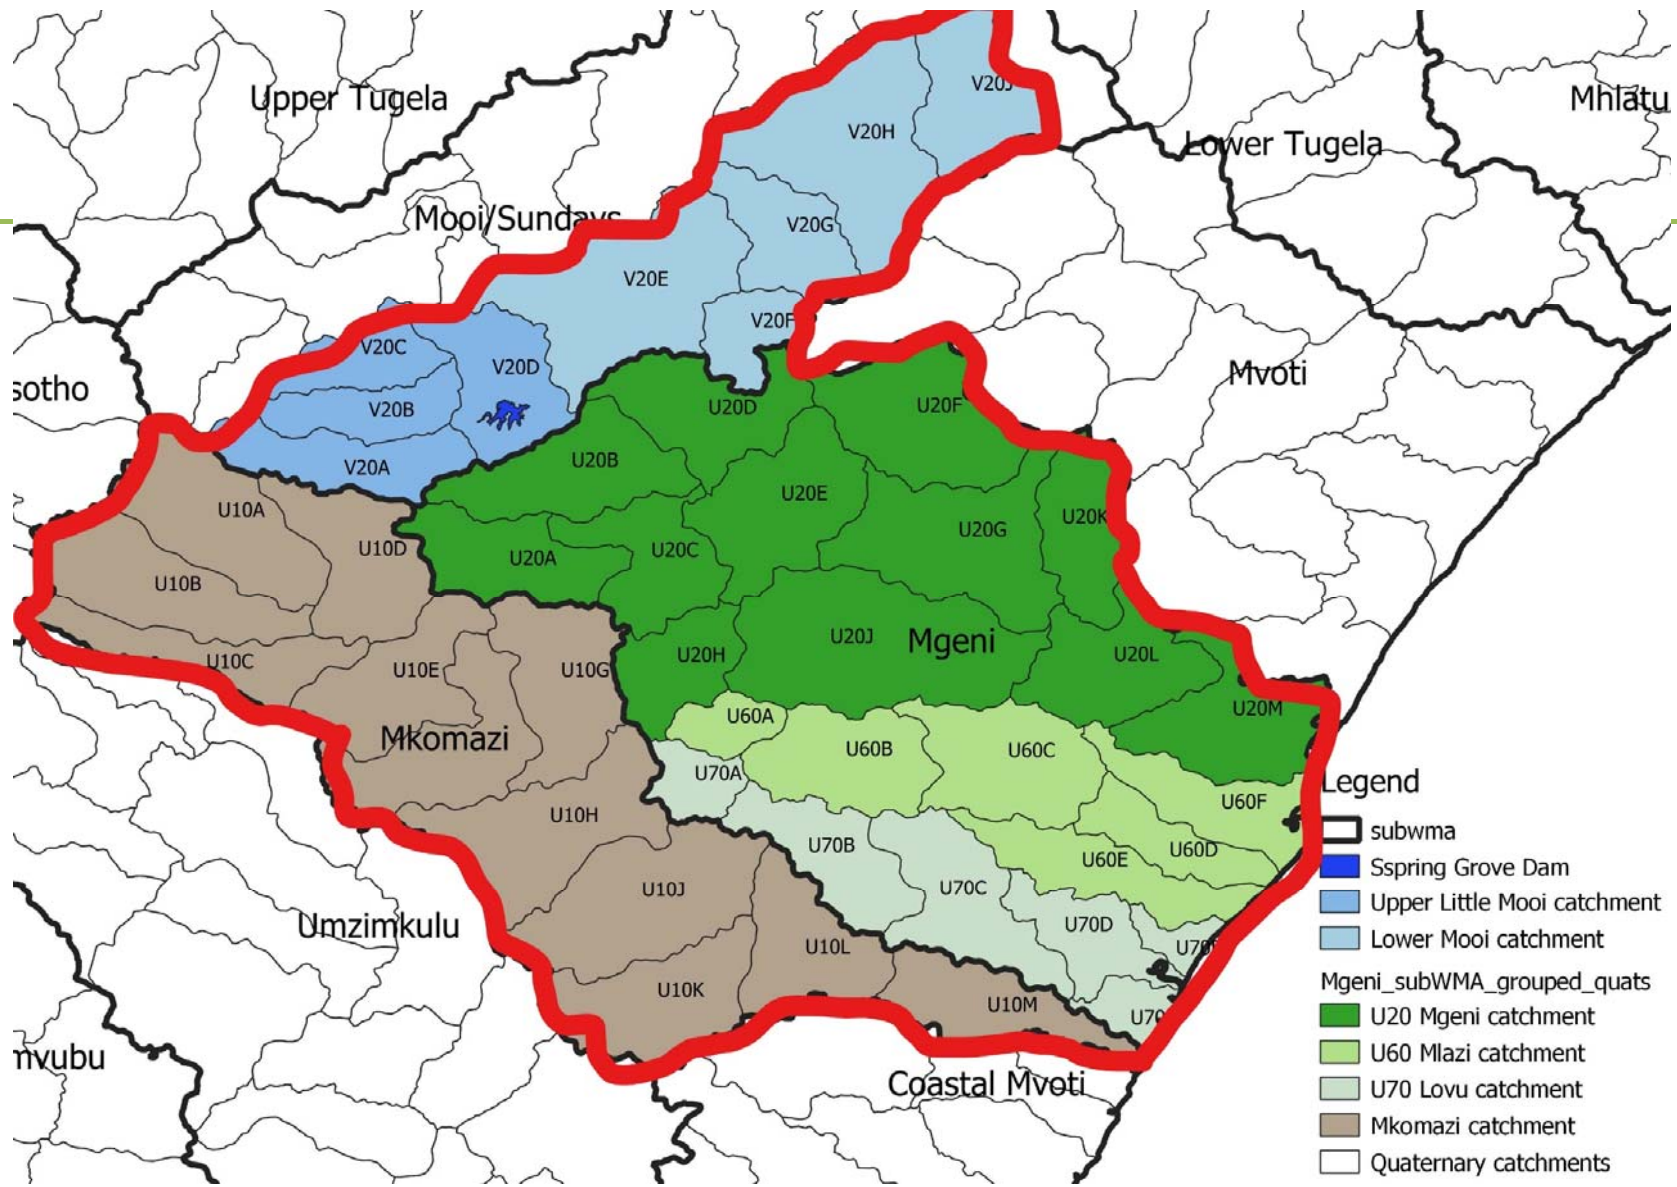 Upper Tugela
Mhlatu
V20J
V20H
Lower Tugela
Mooi/Sundays
V20G
V20E
V20F
V20C
V20D
Mvoti
sotho
V20B
U20D
U20F
V20A
U20B
U20E
U10A
U20G
U20K
U10D
U20C
U20A
U10B
U20J
Mgeni
U20H
U20L
U10C
U10E
U10G
U20M
U60A
Mkomazi
U60B
U60C
U70A
Legend
U60F
U10H
subwma
U70B
U60E
U60D
Sspring Grove Dam
U10J
U70C
Upper Little Mooi catchment
Umzimkulu
U70D
Lower Mooi catchment
U10L
U70
U10K
Mgeni_subWMA_grouped_quats
U10M
U70
U20 Mgeni catchment
mvubu
U60 Mlazi catchment
Coastal Mvoti
U70 Lovu catchment
Mkomazi catchment
Quaternary catchments